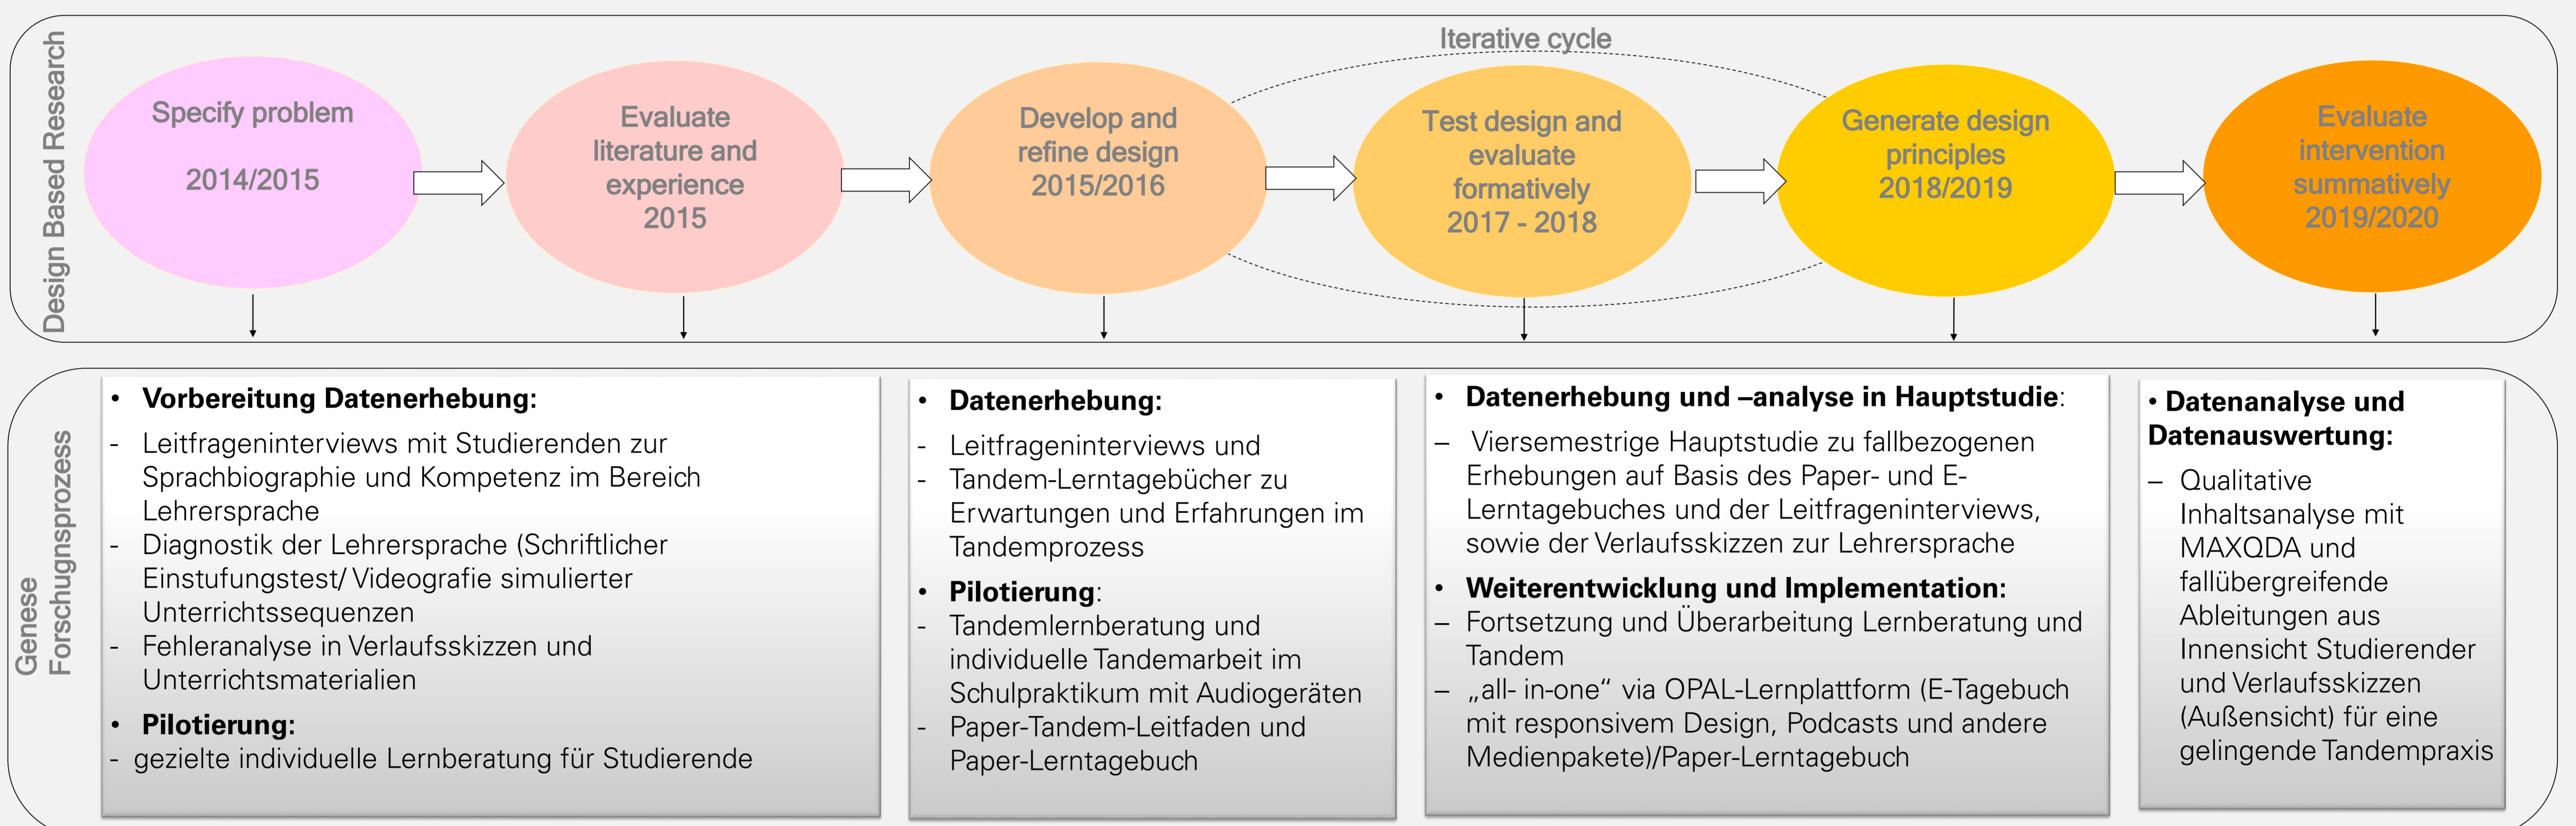 Design Based Research
Iterative cycle
Specify problem
2014/2015
Evaluate
literature and
experience
2015
Develop and
refine design
2015/2016
Test design and
evaluate
formatively
2017 - 2018
Generate design
principles
2018/2019
Evaluate
intervention
summatively
2019/2020
Genese
Forschugnsprozess
• Vorbereitung Datenerhebung:
- Leitfrageninterviews mit Studierenden zur
Sprachbiographie und Kompetenz im Bereich
Lehrersprache
- Diagnostik der Lehrersprache (Schriftlicher
Einstufungstest/ Videografie simulierter
Unterrichtssequenzen
- Fehleranalyse in Verlaufsskizzen und
Unterrichtsmaterialien
• Pilotierung:
- gezielte individuelle Lernberatung für Studierende
• Datenerhebung:
- Leitfrageninterviews und
- Tandem-Lerntagebücher zu
Erwartungen und Erfahrungen im
Tandemprozess
• Pilotierung:
- Tandemlernberatung und
individuelle Tandemarbeit im
Schulpraktikum mit Audiogeräten
- Paper-Tandem-Leitfaden und
Paper-Lerntagebuch
• Datenerhebung und –analyse in Hauptstudie:
– Viersemestrige Hauptstudie zu fallbezogenen
Erhebungen auf Basis des Paper- und E-
Lerntagebuches und der Leitfrageninterviews,
sowie der Verlaufsskizzen zur Lehrersprache
• Weiterentwicklung und Implementation:
– Fortsetzung und Überarbeitung Lernberatung und
Tandem
– „all- in-one“ via OPAL-Lernplattform (E-Tagebuch
mit responsivem Design, Podcasts und andere
Medienpakete)/Paper-Lerntagebuch
• Datenanalyse und
Datenauswertung:
– Qualitative
Inhaltsanalyse mit
MAXQDA und
fallübergreifende
Ableitungen aus
Innensicht Studierender
und Verlaufsskizzen
(Außensicht) für eine
gelingende Tandempraxis